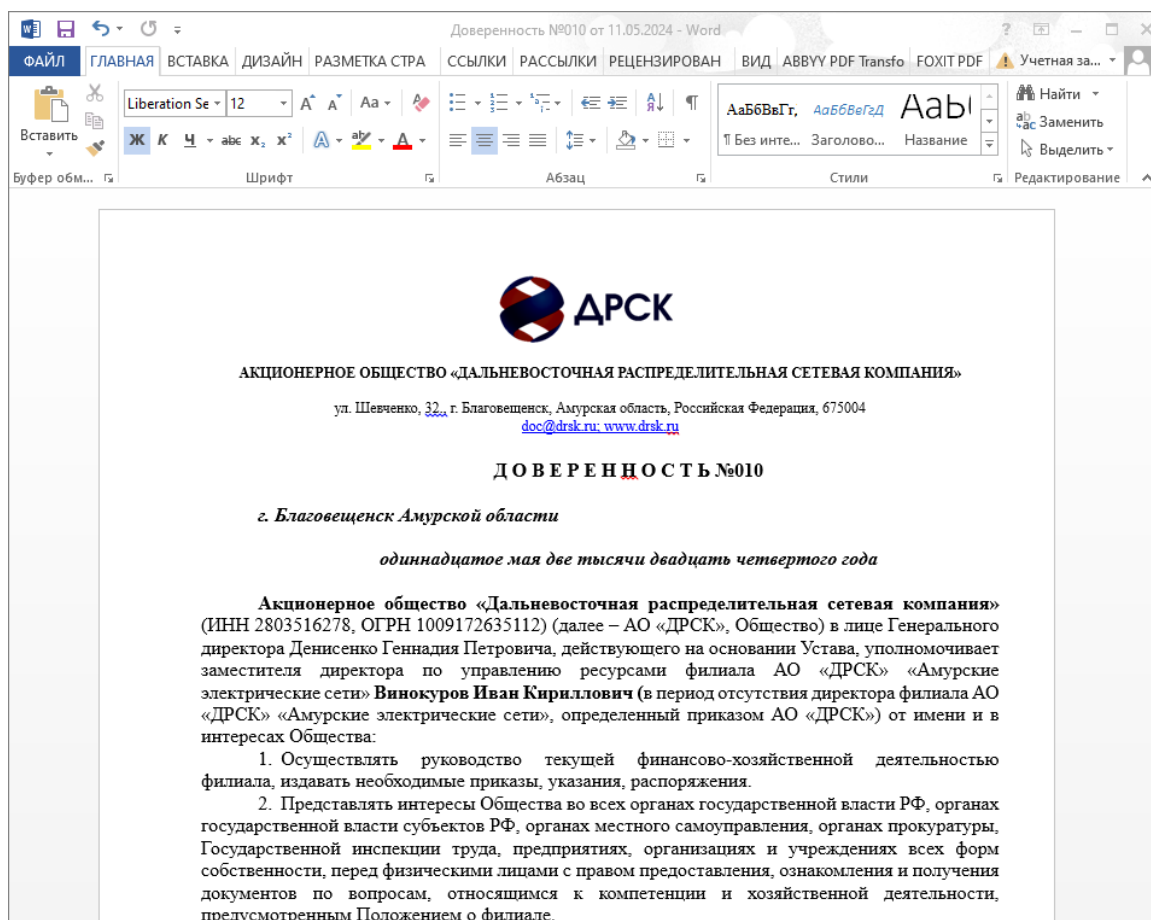 Доверенность №010 от 11.05.2024 - Word
ФАЙЛ ГЛАВНАЯ ВСТАВКА ДИЗАЙН РАЗМЕТКА СТРА ССЫЛКИ РАССЫЛКИ РЕЦЕНЗИРОВАН ВИД ABBYY PDF Transfo FOXIT PDF Учетная за...
Вставить
Буфер обм...
Liberation Se 12
Aa
Ж К Ч abc x₂ x²
Шрифт
Абзац
АаБбВвГг, АаБбВеГгД АаЬ
¶ Без инте... Заголово... Название
Стили
Найти
Заменить
Выделить
Редактирование
ДРСК
АКЦИОНЕРНОЕ ОБЩЕСТВО «ДАЛЬНЕВОСТОЧНАЯ РАСПРЕДЕЛИТЕЛЬНАЯ СЕТЕВАЯ КОМПАНИЯ»
ул. Шевченко, 32,, г. Благовещенск, Амурская область, Российская Федерация, 675004
doc@drsk.ru; www.drsk.ru
Д О В Е Р Е Н Н О С Т Ь №010
г. Благовещенск Амурской области
одиннадцатое мая две тысячи двадцать четвертого года
Акционерное общество «Дальневосточная распределительная сетевая компания»
(ИНН 2803516278, ОГРН 1009172635112) (далее – АО «ДРСК», Общество) в лице Генерального
директора Денисенко Геннадия Петровича, действующего на основании Устава, уполномочивает
заместителя директора по управлению ресурсами филиала АО «ДРСК» «Амурские
электрические сети» Винокуров Иван Кириллович (в период отсутствия директора филиала АО
«ДРСК» «Амурские электрические сети», определенный приказом АО «ДРСК») от имени и в
интересах Общества:
1. Осуществлять руководство текущей финансово-хозяйственной деятельностью
филиала, издавать необходимые приказы, указания, распоряжения.
2. Представлять интересы Общества во всех органах государственной власти РФ, органах
государственной власти субъектов РФ, органах местного самоуправления, органах прокуратуры,
Государственной инспекции труда, предприятиях, организациях и учреждениях всех форм
собственности, перед физическими лицами с правом предоставления, ознакомления и получения
документов по вопросам, относящимся к компетенции и хозяйственной деятельности,
предусмотренным Положением о филиале.